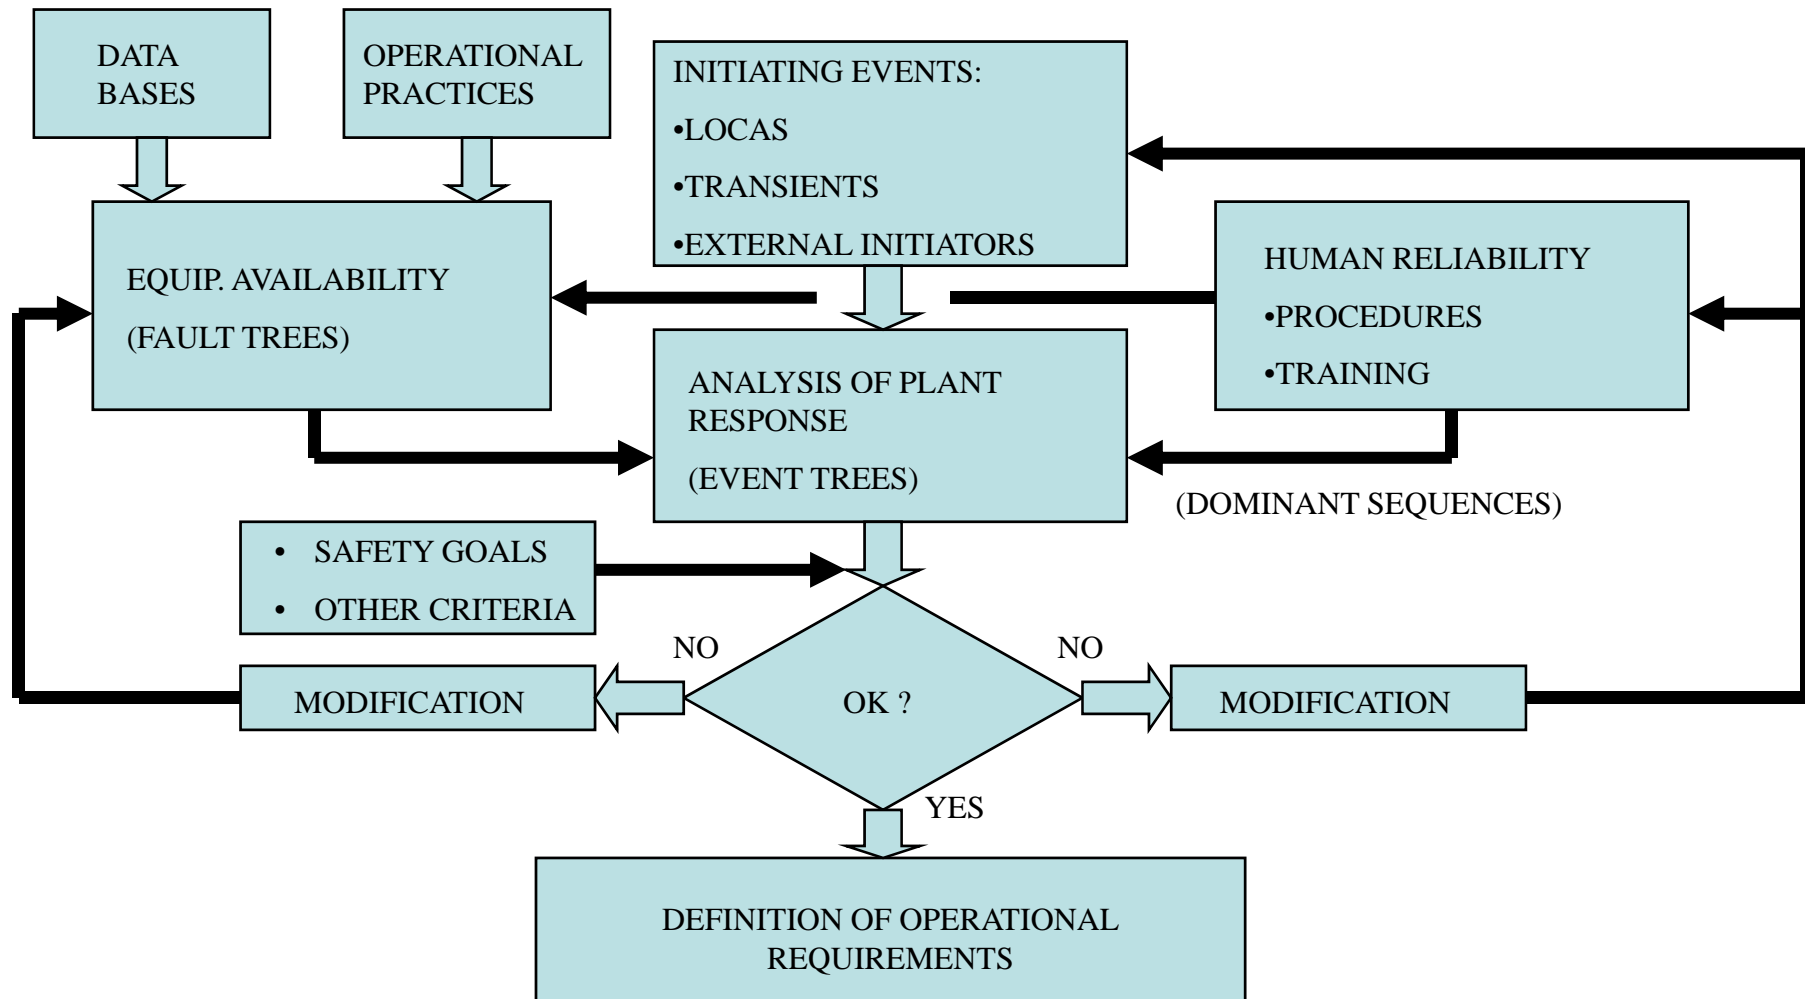 DATA
BASES
OPERATIONAL
PRACTICES
INITIATING EVENTS:
•LOCAS
•TRANSIENTS
•EXTERNAL INITIATORS
EQUIP. AVAILABILITY
(FAULT TREES)
HUMAN RELIABILITY
•PROCEDURES
•TRAINING
ANALYSIS OF PLANT
RESPONSE
(EVENT TREES)
(DOMINANT SEQUENCES)
• SAFETY GOALS
• OTHER CRITERIA
NO
NO
MODIFICATION
OK ?
MODIFICATION
YES
DEFINITION OF OPERATIONAL
REQUIREMENTS